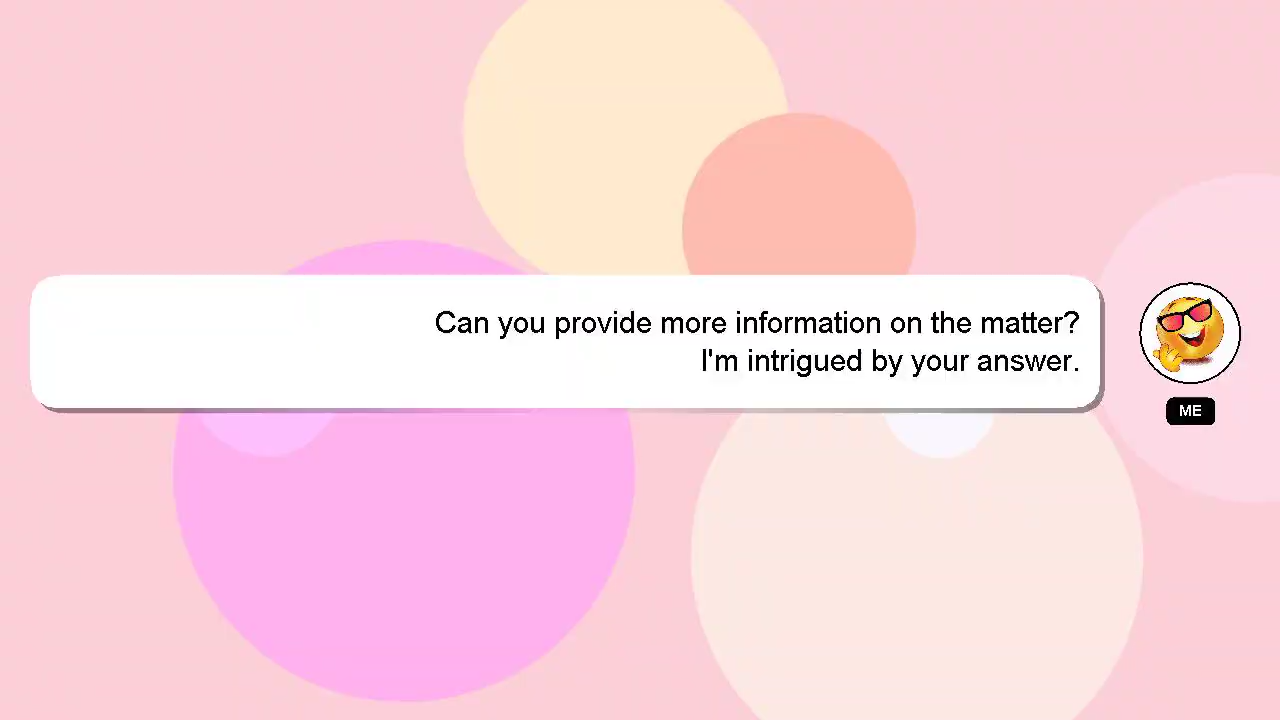 Can you provide more information on the matter?
I'm intrigued by your answer.
ME